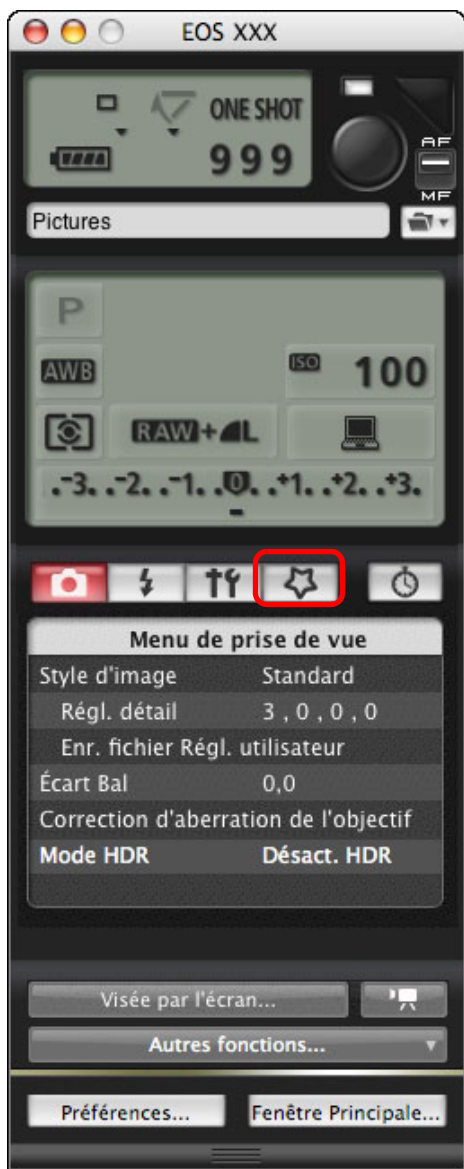 EOS XXX
ONE SHOT
999
AF
MF
Pictures
P
AWB
ISO 100
RAW+ L
.-3. .-2. .-1. .0. .+1. .+2. .+3.
Menu de prise de vue
Style d'image Standard
Régl. détail 3 , 0 , 0 , 0
Enr. fichier Régl. utilisateur
Écart Bal 0,0
Correction d'aberration de l'objectif
Mode HDR Désact. HDR
Visée par l'écran...
Autres fonctions...
Préférences... Fenêtre Principale...